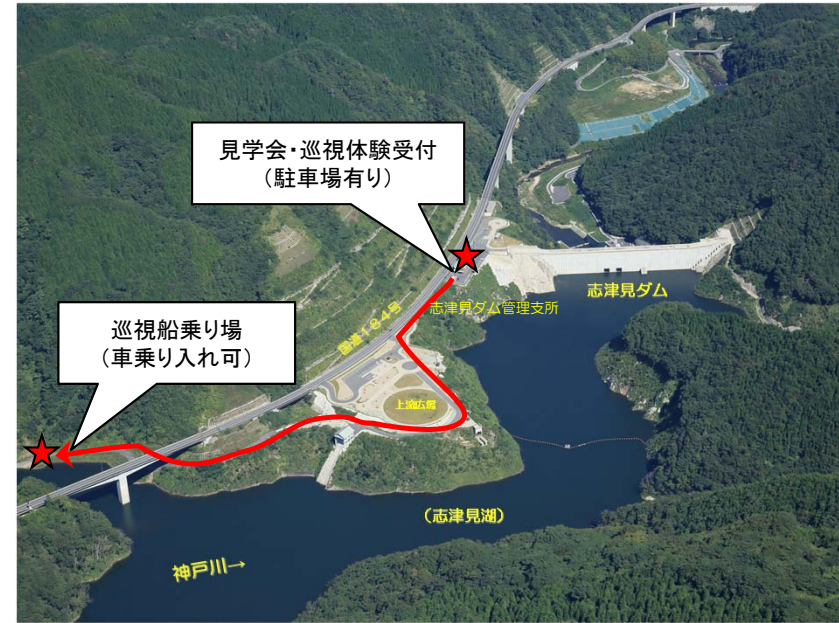 見学会・巡視体験受付
（駐車場有り）
志津見ダム
志津見ダム管理支所
国道184号
巡視船乗り場
（車乗り入れ可）
上流広場
（志津見湖）
神戸川→